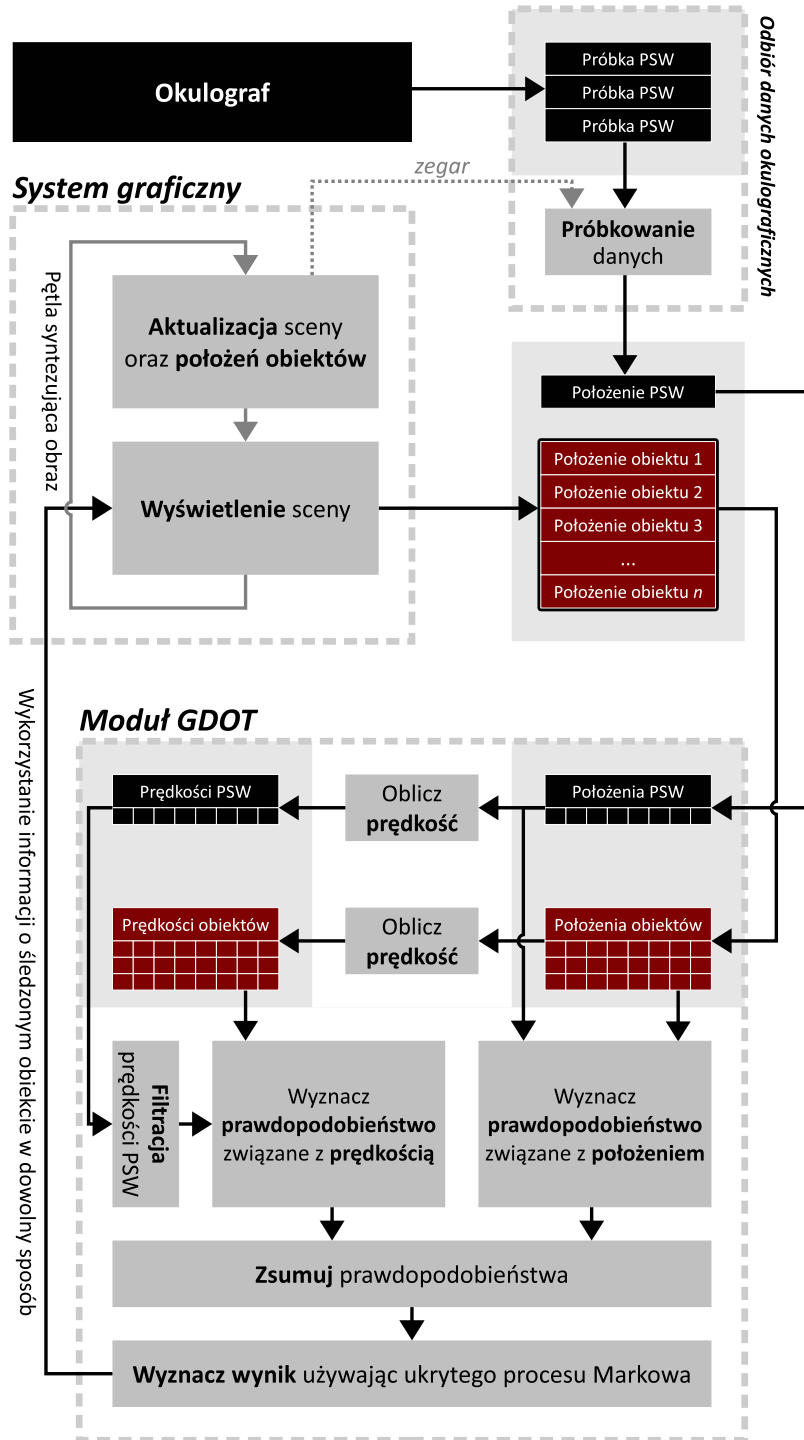 Okulograf
Próbka PSW
Próbka PSW
Próbka PSW
Odbiór danych okulograficznych
zegar
System graficzny
Próbkowanie
danych
Pętla syntezująca obraz
Aktualizacja sceny
oraz położeń obiektów
Wyświetlenie sceny
Położenie PSW
Położenie obiektu 1
Położenie obiektu 2
Położenie obiektu 3
...
Położenie obiektu n
Wykorzystanie informacji o śledzonym obiekcie w dowolny sposób
Moduł GDOT
Prędkości PSW
Oblicz
prędkość
Położenia PSW
Prędkości obiektów
Oblicz
prędkość
Położenia obiektów
Filtracja
prędkości PSW
Wyznacz
prawdopodobieństwo
związane z prędkością
Wyznacz
prawdopodobieństwo
związane z położeniem
Zsumuj prawdopodobieństwa
Wyznacz wynik używając ukrytego procesu Markowa